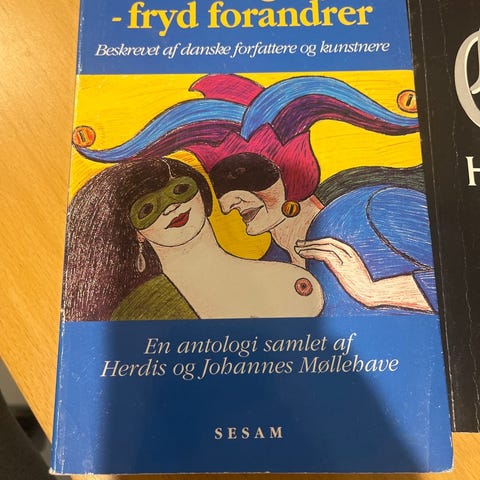 - fryd forandrer
Beskrevet af danske forfattere og kunstnere
En antologi samlet af
Herdis og Johannes Møllehave
SESAM
H